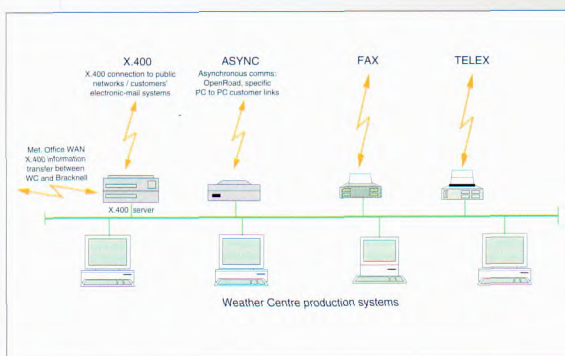 X.400
X.400 connection to public
networks / customers'
electronic-mail systems
ASYNC
Asynchronous comms:
OpenRoad, specific
PC to PC customer links
FAX
TELEX
Met. Office WAN
X.400 information
transfer between
WC and Bracknell
X.400 server
Weather Centre production systems